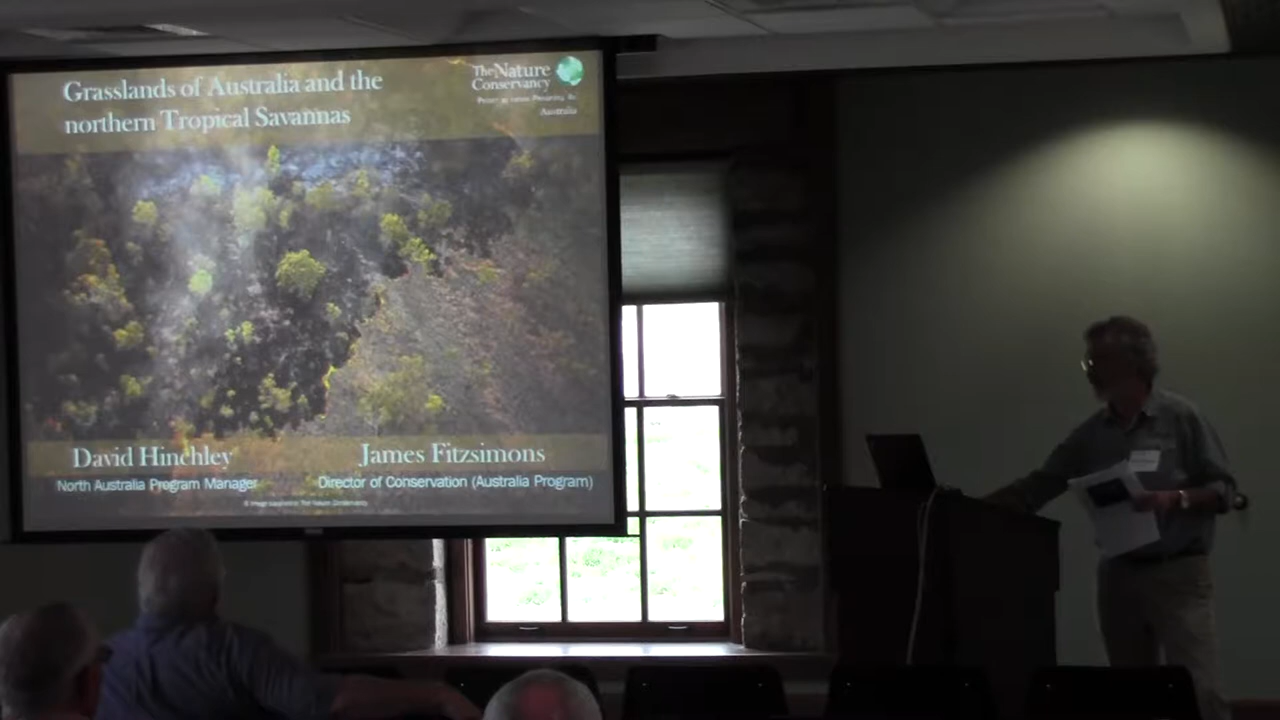 Grasslands of Australia and the
northern Tropical Savannas
The Nature
Conservancy
Australia
David Hinchley
North Australia Program Manager
James Fitzsimons
Director of Conservation (Australia Program)